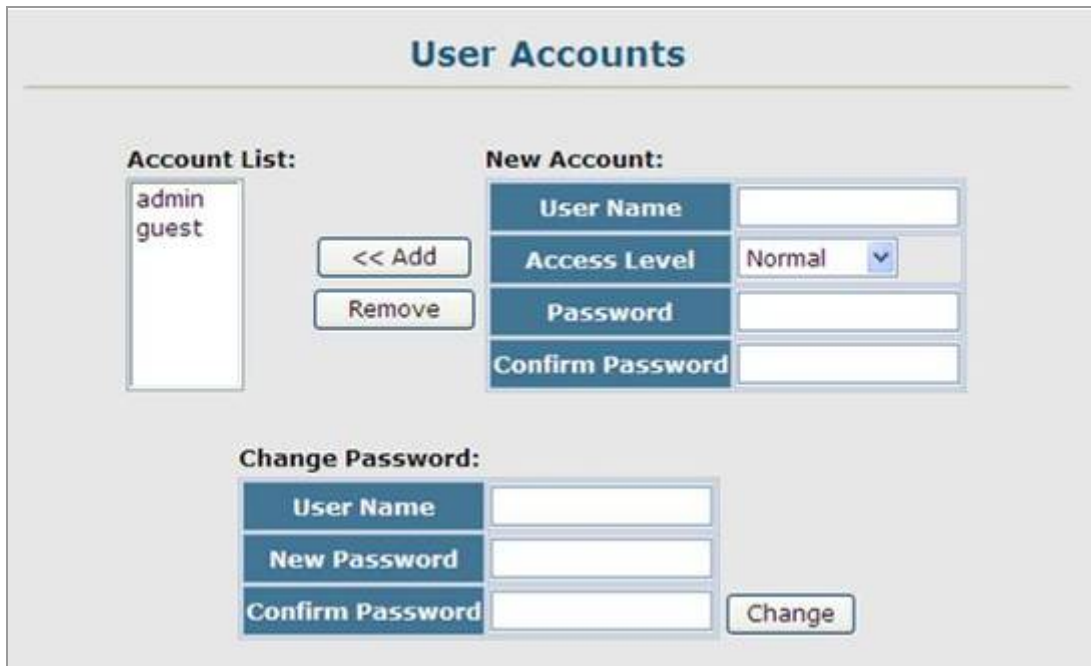 User Accounts
Account List:
admin
guest
<< Add
Remove
New Account:
User Name
Access Level
Normal
Password
Confirm Password
Change Password:
User Name
New Password
Confirm Password
Change